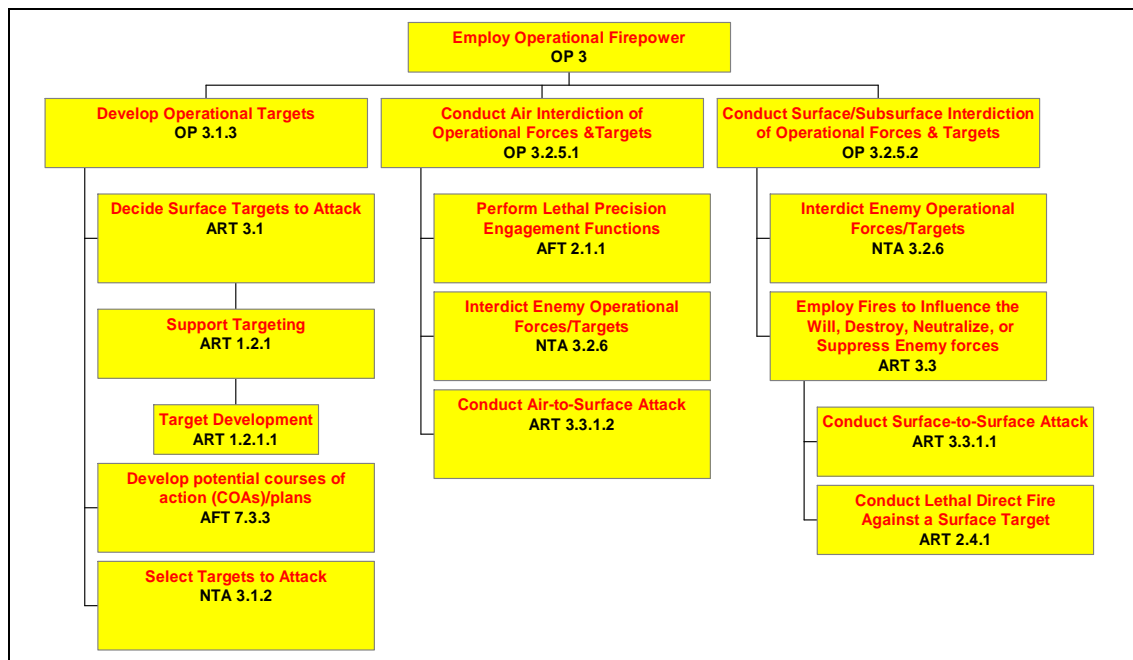 Employ Operational Firepower
OP 3
Develop Operational Targets
OP 3.1.3
Decide Surface Targets to Attack
ART 3.1
Support Targeting
ART 1.2.1
Target Development
ART 1.2.1.1
Develop potential courses of
action (COAs)/plans
AFT 7.3.3
Select Targets to Attack
NTA 3.1.2
Conduct Air Interdiction of
Operational Forces &Targets
OP 3.2.5.1
Perform Lethal Precision
Engagement Functions
AFT 2.1.1
Interdict Enemy Operational
Forces/Targets
NTA 3.2.6
Conduct Air-to-Surface Attack
ART 3.3.1.2
Conduct Surface/Subsurface Interdiction
of Operational Forces & Targets
OP 3.2.5.2
Interdict Enemy Operational
Forces/Targets
NTA 3.2.6
Employ Fires to Influence the
Will, Destroy, Neutralize, or
Suppress Enemy forces
ART 3.3
Conduct Surface-to-Surface Attack
ART 3.3.1.1
Conduct Lethal Direct Fire
Against a Surface Target
ART 2.4.1